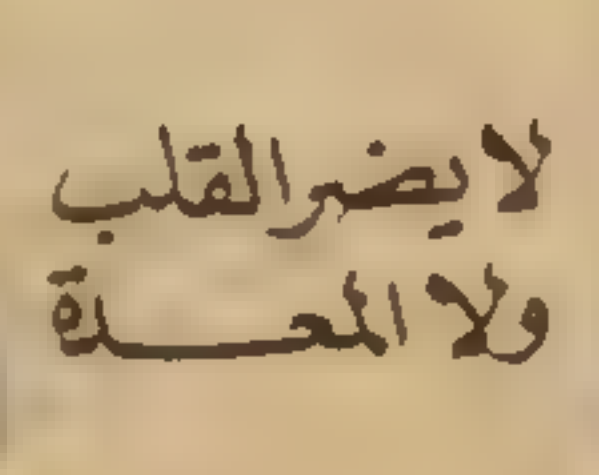 لا يضر القلب
ولا المعدة